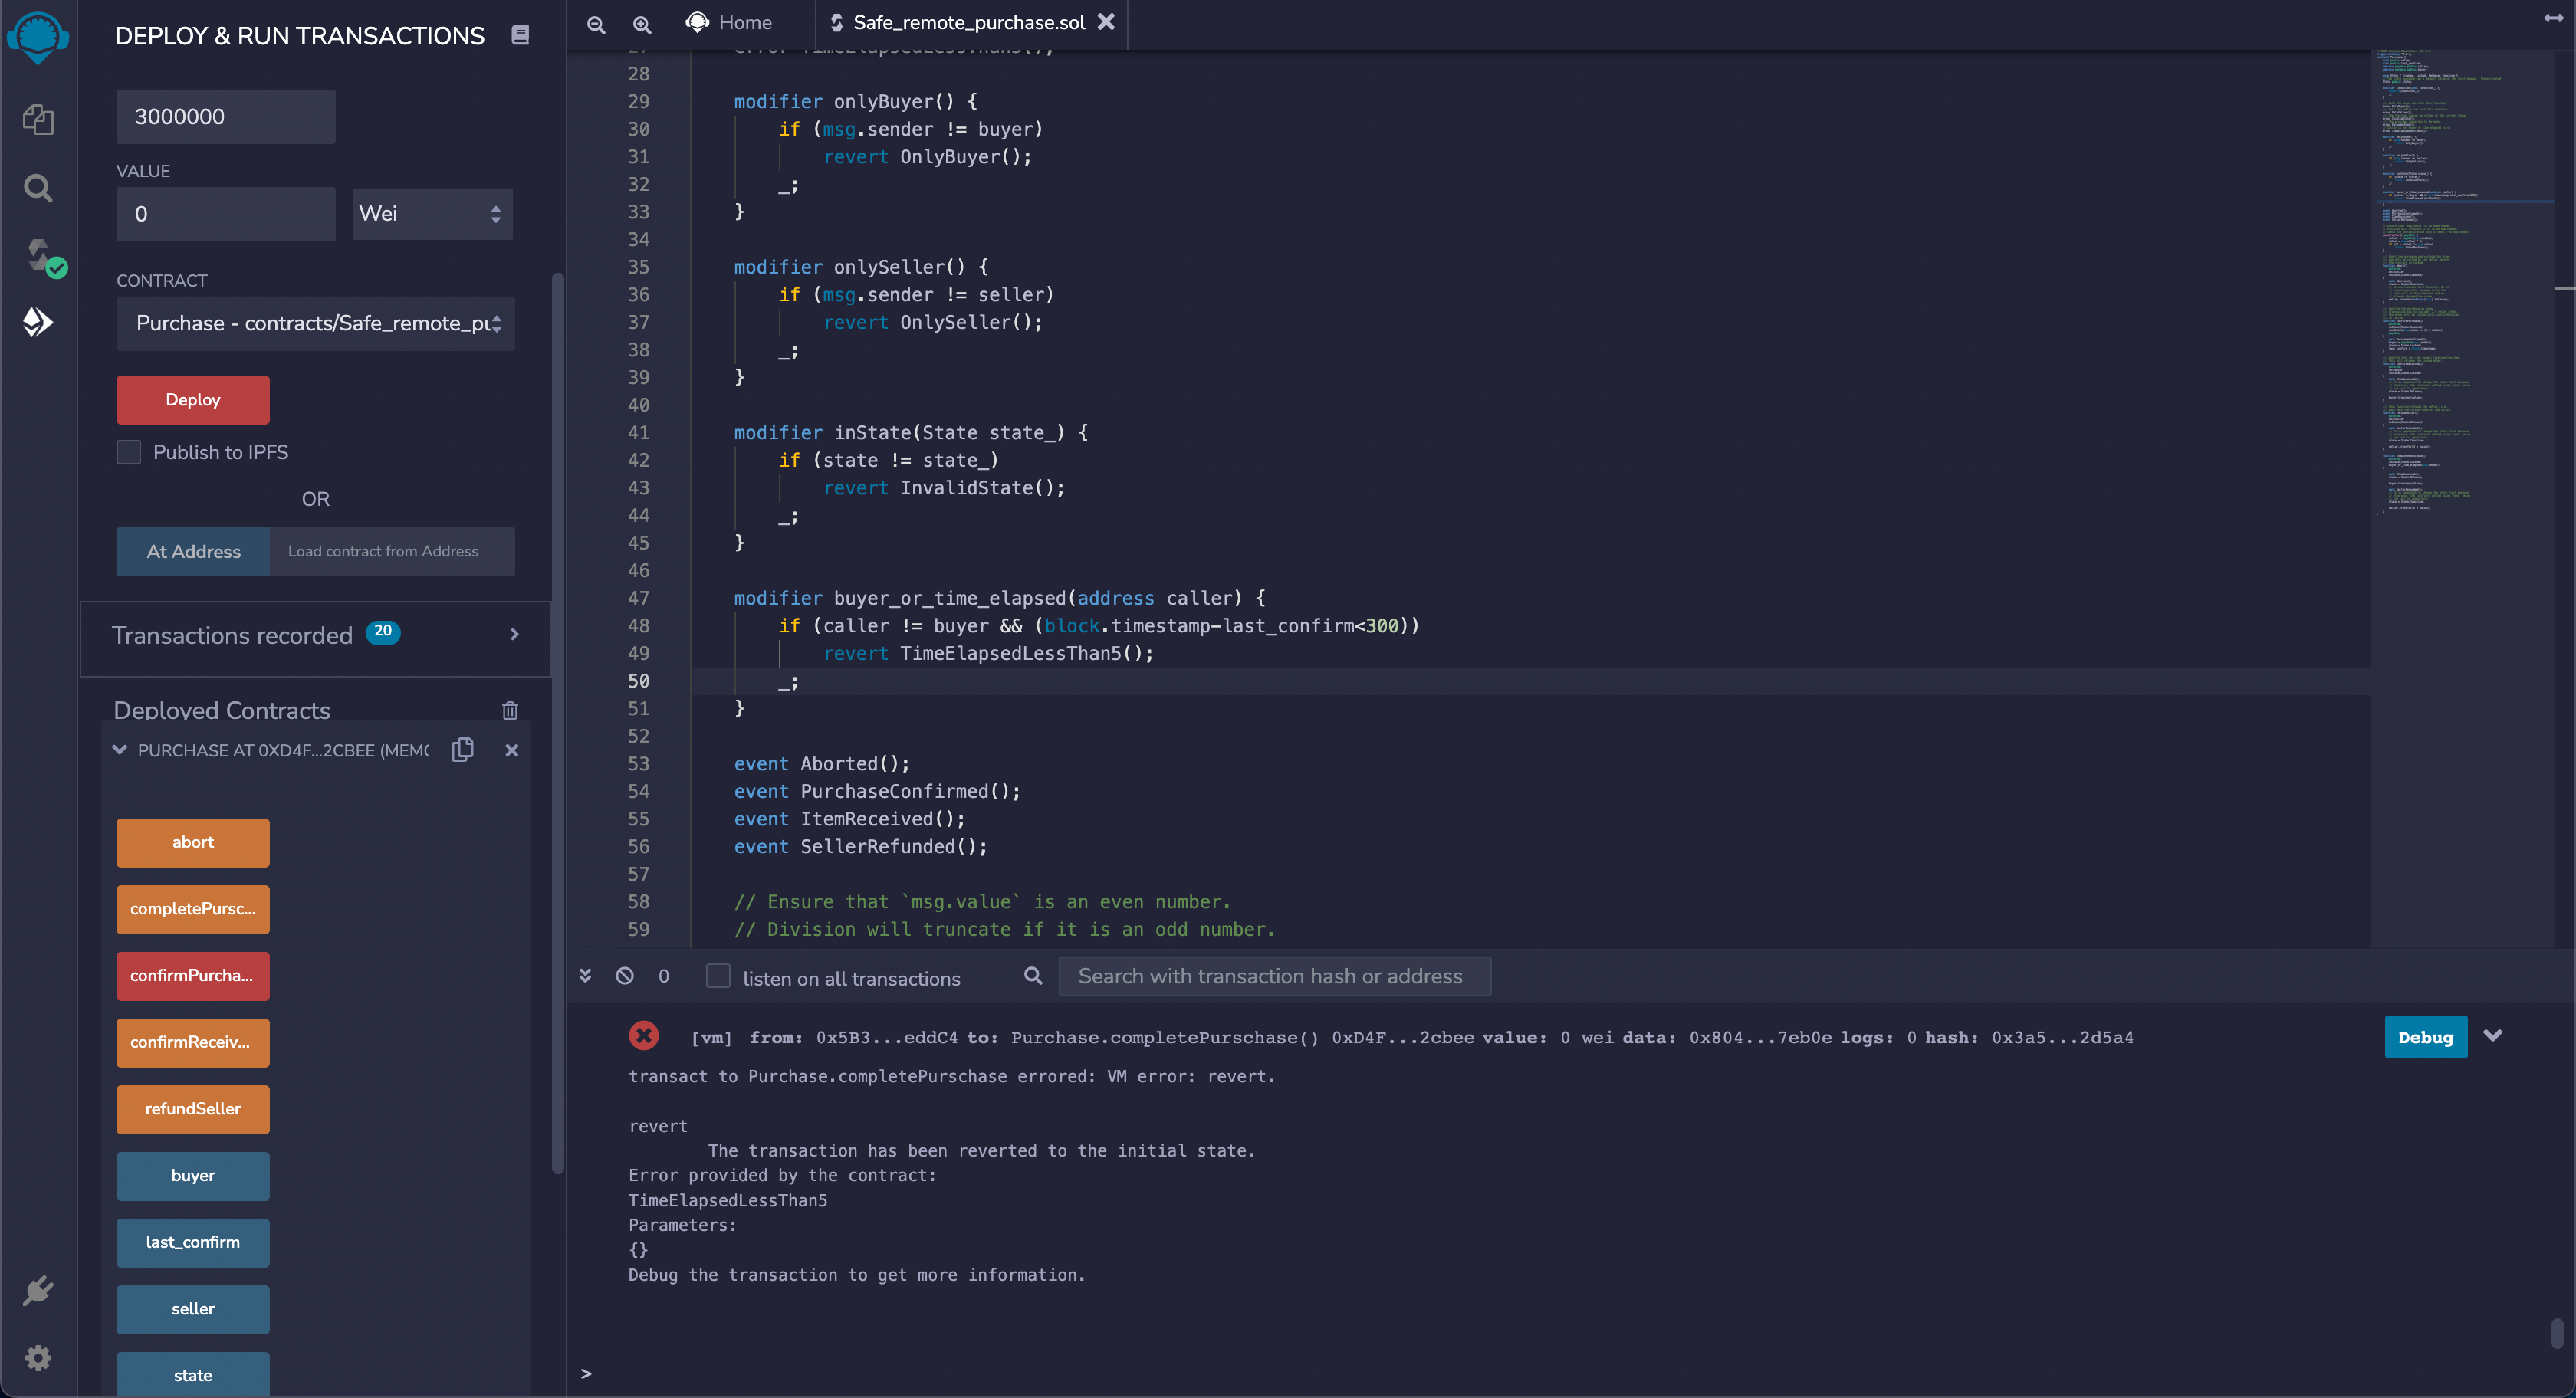 DEPLOY & RUN TRANSACTIONS
3000000
VALUE
0
Wei
CONTRACT
Purchase - contracts/Safe_remote_pu
Deploy
Publish to IPFS
OR
At Address
Load contract from Address
Transactions recorded 20
Deployed Contracts
PURCHASE AT 0XD4F...2CBEE (MEMO
abort
completePursc...
confirmPurcha...
confirmReceiv...
refundSeller
buyer
last_confirm
seller
state
Home
Safe_remote_purchase.sol
27 error TimeElapsedLessThan5();
28
29 modifier onlyBuyer() {
30 if (msg.sender != buyer)
31 revert OnlyBuyer();
32 _;
33 }
34
35 modifier onlySeller() {
36 if (msg.sender != seller)
37 revert OnlySeller();
38 _;
39 }
40
41 modifier inState(State state_) {
42 if (state != state_)
43 revert InvalidState();
44 _;
45 }
46
47 modifier buyer_or_time_elapsed(address caller) {
48 if (caller != buyer && (block.timestamp-last_confirm<300))
49 revert TimeElapsedLessThan5();
50 _;
51 }
52
53 event Aborted();
54 event PurchaseConfirmed();
55 event ItemReceived();
56 event SellerRefunded();
57
58 // Ensure that `msg.value` is an even number.
59 // Division will truncate if it is an odd number.
0
listen on all transactions
Search with transaction hash or address
[vm] from: 0x5B3...eddC4 to: Purchase.completePurschase() 0xD4F...2cbee value: 0 wei data: 0x804...7eb0e logs: 0 hash: 0x3a5...2d5a4
Debug
transact to Purchase.completePurschase errored: VM error: revert.
revert
The transaction has been reverted to the initial state.
Error provided by the contract:
TimeElapsedLessThan5
Parameters:
{}
Debug the transaction to get more information.
>